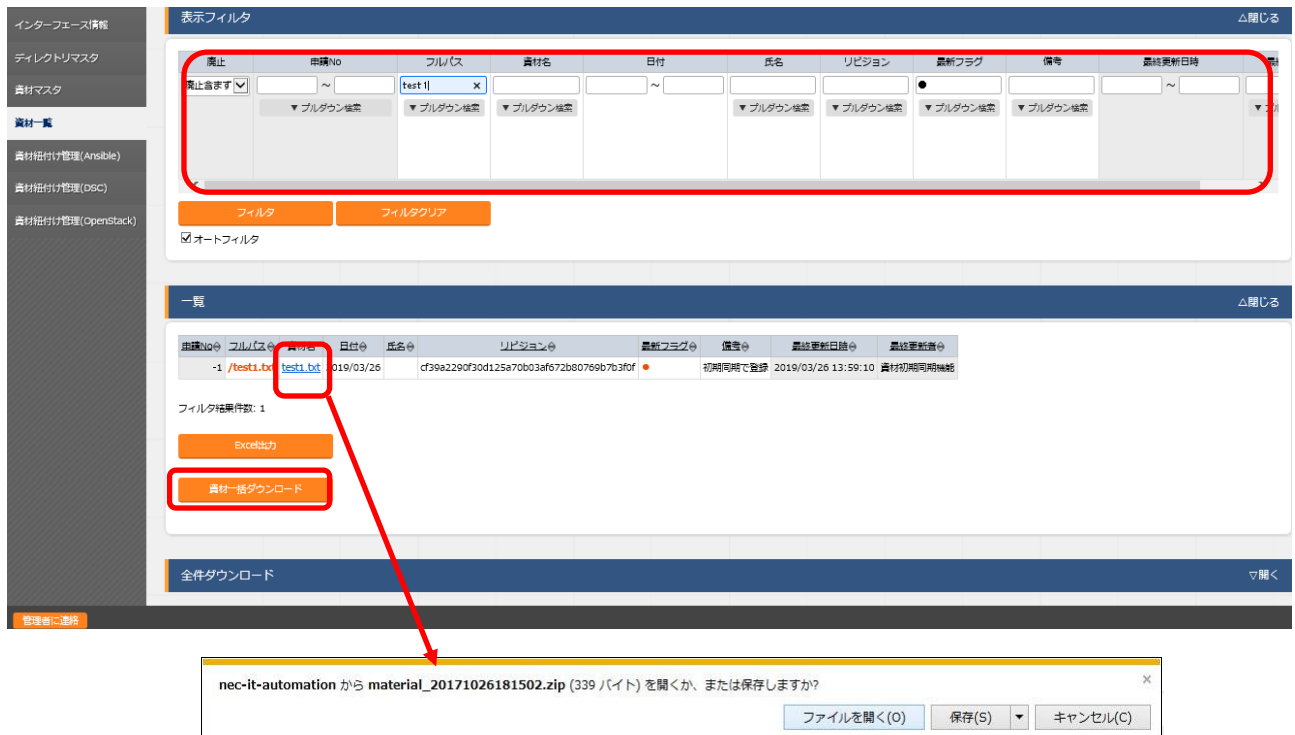 インターフェース情報
ディレクトリマスタ
資材マスタ
資材一覧
資材紐付け管理(Ansible)
資材紐付け管理(DSC)
資材紐付け管理(OpenStack)
管理者に連絡
表示フィルタ △閉じる
廃止 申請No フルパス 資材名 日付 氏名 リビジョン 最新フラグ 備考 最終更新日時
廃止含まず ～ test 1 × ～ ● ～
▼ プルダウン検索 ▼ プルダウン検索 ▼ プルダウン検索 ▼ プルダウン検索 ▼ プルダウン検索 ▼ プルダウン検索 ▼ プルダウン検索
フィルタ フィルタクリア
オートフィルタ
一覧 △閉じる
申請No フルパス 資材名 日付 氏名 リビジョン 最新フラグ 備考 最終更新日時 最終更新者
-1 /test1.txt test1.txt 2019/03/26 cf39a2290f30d125a70b03af672b80769b7b3f0f ● 初期同期で登録 2019/03/26 13:59:10 資材初期同期機能
フィルタ結果件数: 1
Excel出力
資材一括ダウンロード
全件ダウンロード ▽開く
nec-it-automation から material_20171026181502.zip (339 バイト) を開くか、または保存しますか? ×
ファイルを開く(O) 保存(S) ▼ キャンセル(C)